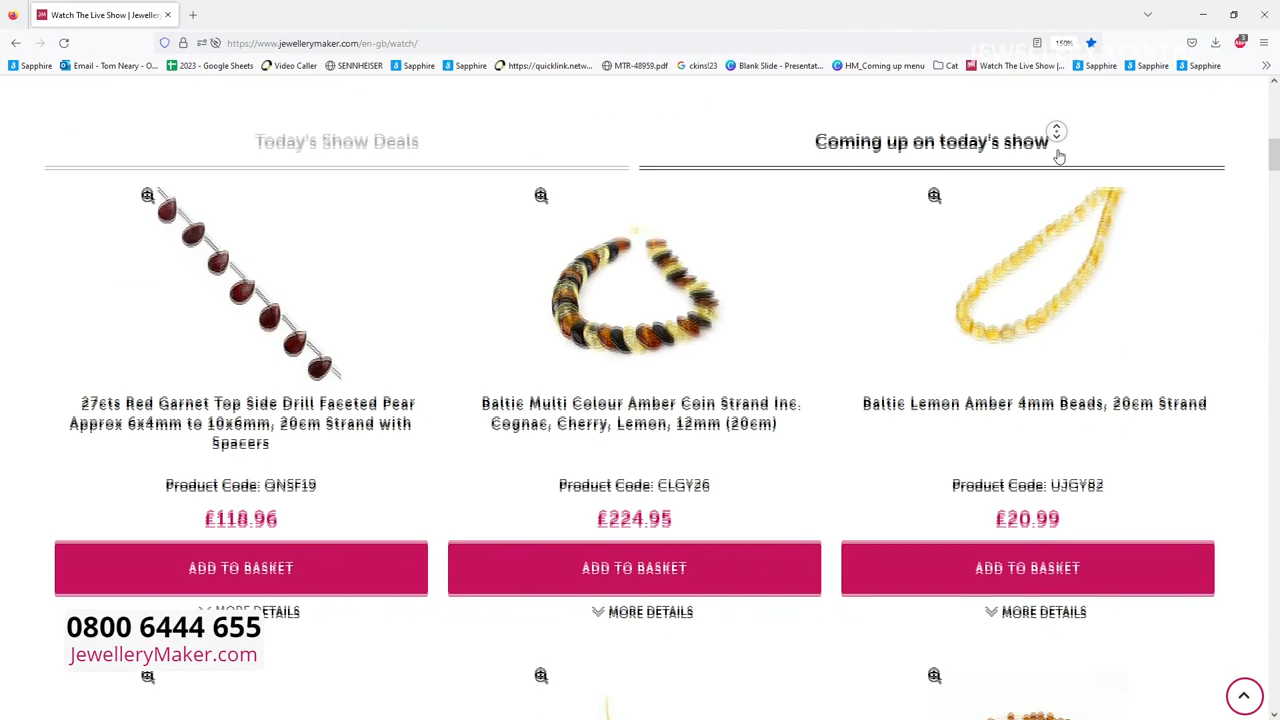 Watch The Live Show | Jeweller
https://www.jewellerymaker.com gb/watch/
150%
3
Sapphire
Email - Tom Neary - O...
2023 - Google Sheets
Video Caller
SENNHEISER
Sapphire
Sapphire
https://quicklink.netw...
MTR-48959.pdf
ckins!23
Blank Slide - Presentat...
HM_Coming up menu
Cat
Watch The Live Show |...
Sapphire
Sapphire
Sapphire
Today's Show Deals
Coming up on today's show
27cts Red Garnet Top Side Drill Faceted Pear
Approx 6x4mm to 10x6mm, 20cm Strand with
Spacers
Product Code: QNSF19
£118.96
ADD TO BASKET
MORE DETAILS
Baltic Multi Colour Amber Coin Strand Inc.
Cognac, Cherry, Lemon, 12mm (20cm)
Product Code: CLGY26
£224.95
ADD TO BASKET
MORE DETAILS
Baltic Lemon Amber 4mm Beads, 20cm Strand
Product Code: UJGY82
£20.99
ADD TO BASKET
MORE DETAILS
0800 6444 655
JewelleryMaker.com